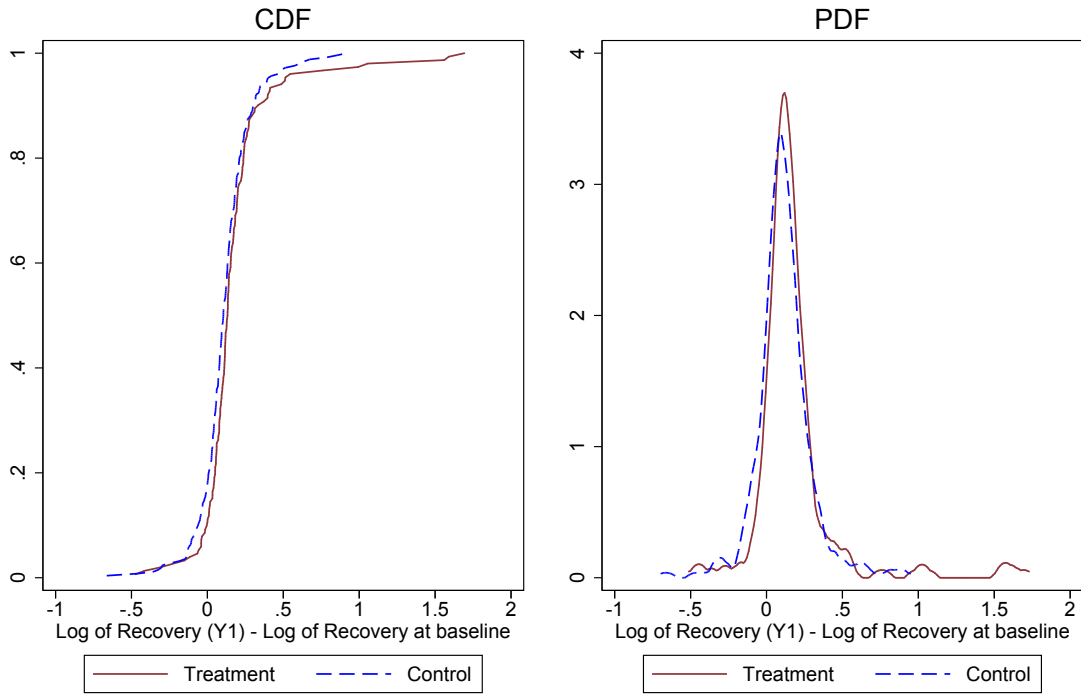 CDF
1
.8
.6
.4
.2
0
-1 -.5 0 .5 1 1.5 2
Log of Recovery (Y1) - Log of Recovery at baseline
Treatment Control
PDF
4
3
2
1
0
-1 -.5 0 .5 1 1.5 2
Log of Recovery (Y1) - Log of Recovery at baseline
Treatment Control